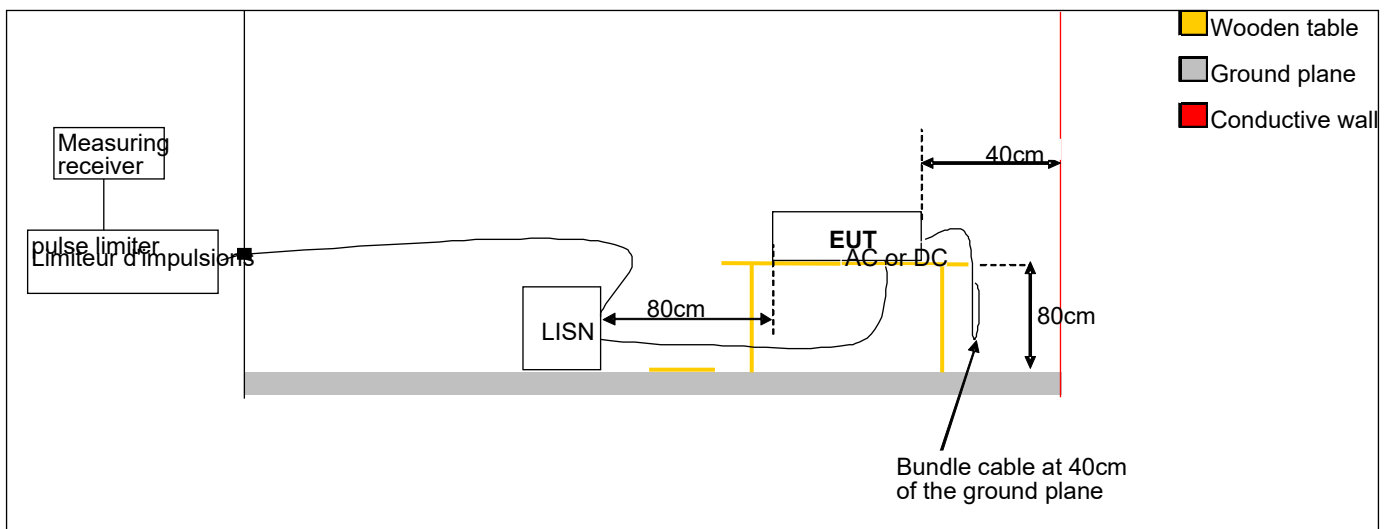 Wooden table
Ground plane
Conductive wall
Measuring
receiver
40cm
pulse limiter
Limiteur d'impulsions
EUT
AC or DC
80cm
LISN
80cm
Bundle cable at 40cm
of the ground plane